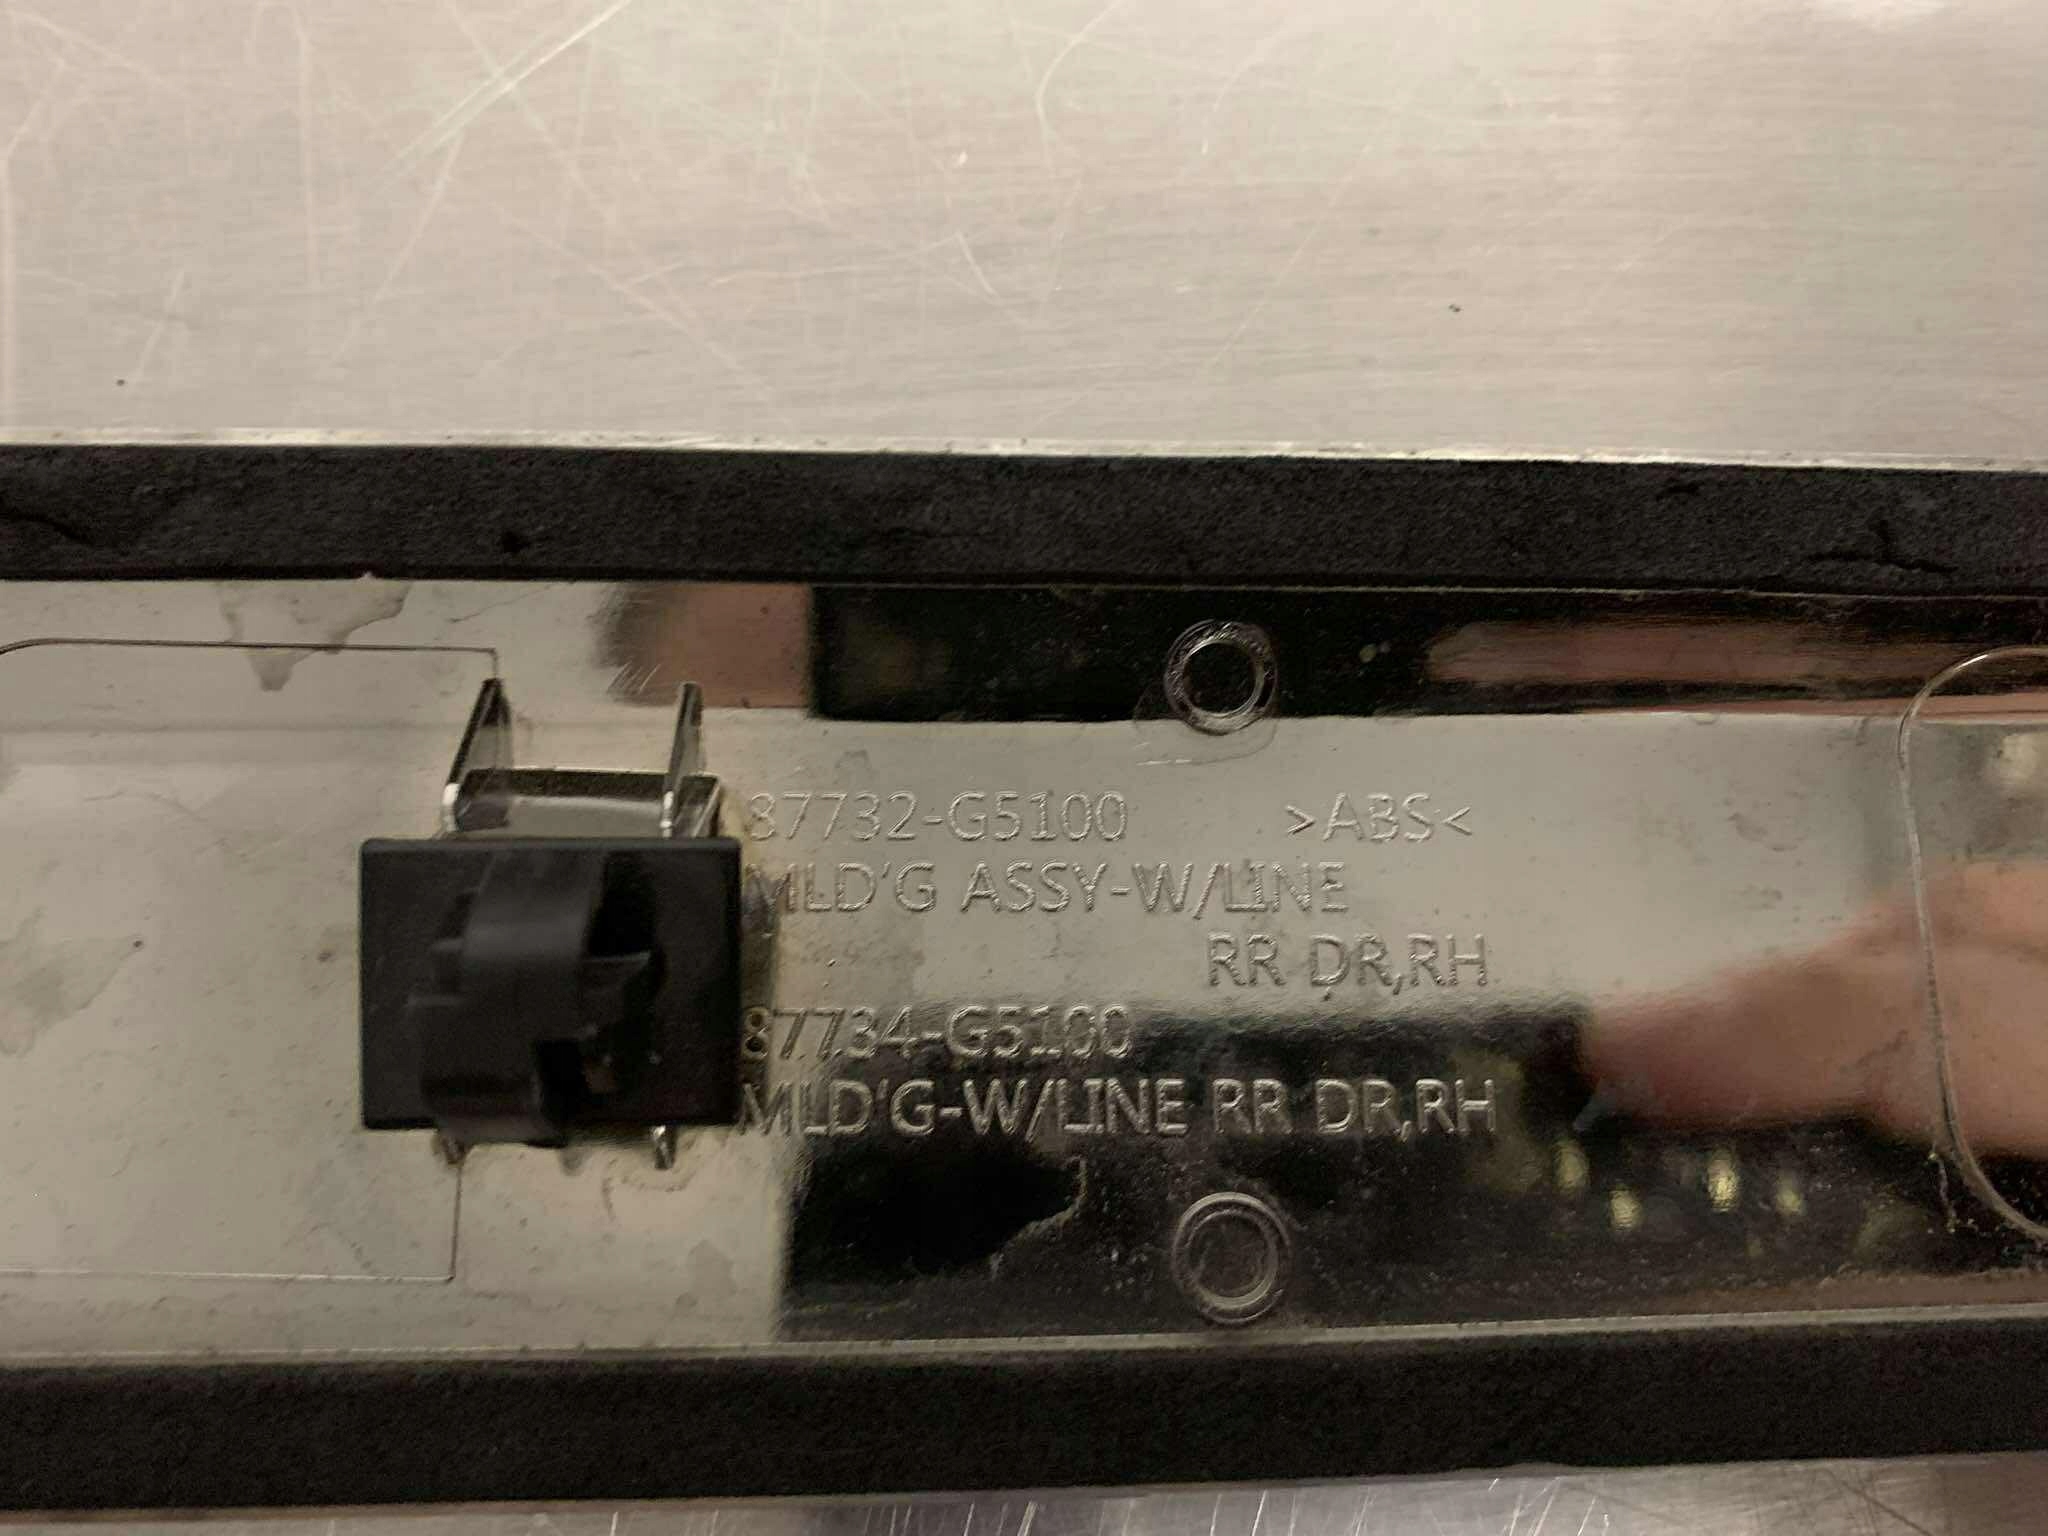 87732-G5100 >ABS<
MLD'G ASSY-W/LINE
RR DR,RH
87734-G5100
MLD'G-W/LINE RR DR,RH